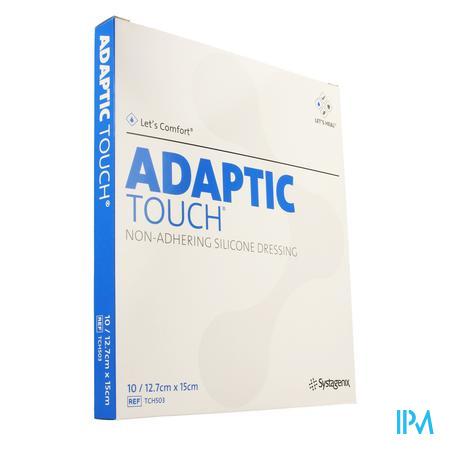 ADAPTIC
TOUCH®
10 / 12.7cm x 15cm
REF TCH503
LET'S HEAL™
Let's Comfort®
ADAPTIC
TOUCH®
NON-ADHERING SILICONE DRESSING
10 / 12.7cm x 15cm
REF TCH503
Systagenix
IPM